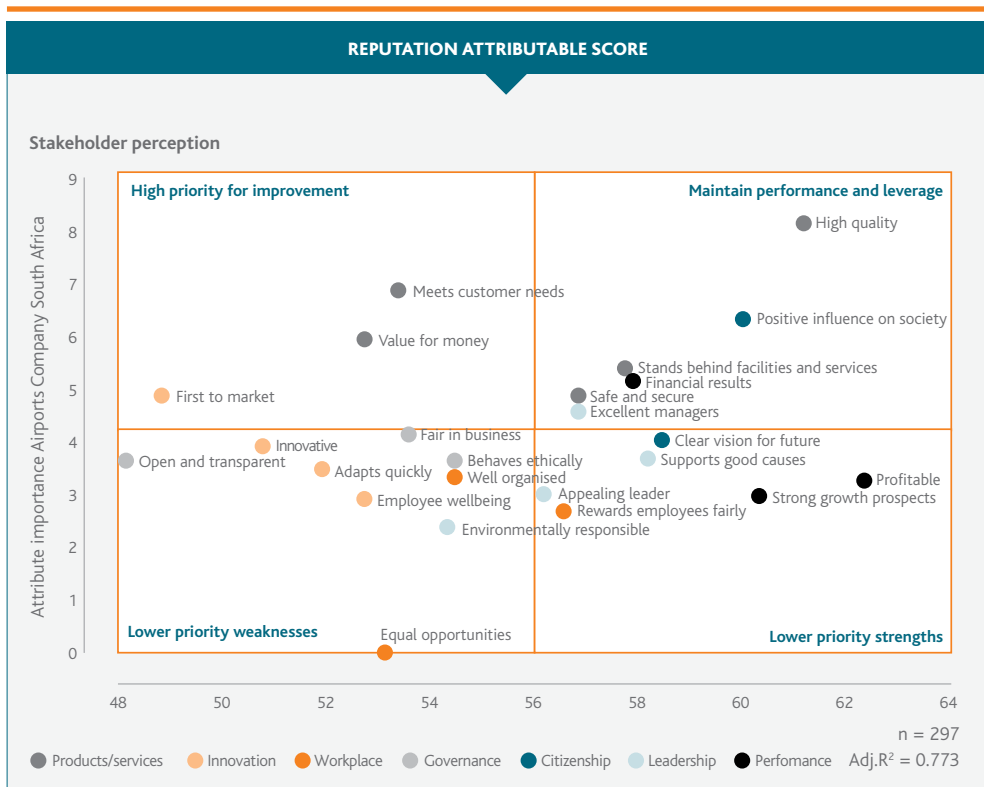 REPUTATION ATTRIBUTABLE SCORE
Stakeholder perception
Attribute importance Airports Company South Africa
9
8
7
6
5
4
3
2
1
0
High priority for improvement
Maintain performance and leverage
High quality
Meets customer needs
Positive influence on society
Value for money
Stands behind facilities and services
Financial results
First to market
Safe and secure
Excellent managers
Fair in business
Clear vision for future
Innovative
Open and transparent
Behaves ethically
Supports good causes
Adapts quickly
Well organised
Profitable
Employee wellbeing
Appealing leader
Strong growth prospects
Rewards employees fairly
Environmentally responsible
Lower priority weaknesses
Equal opportunities
Lower priority strengths
48 50 52 54 56 58 60 62 64
n = 297
Products/services Innovation Workplace Governance Citizenship Leadership Perfomance Adj.R² = 0.773